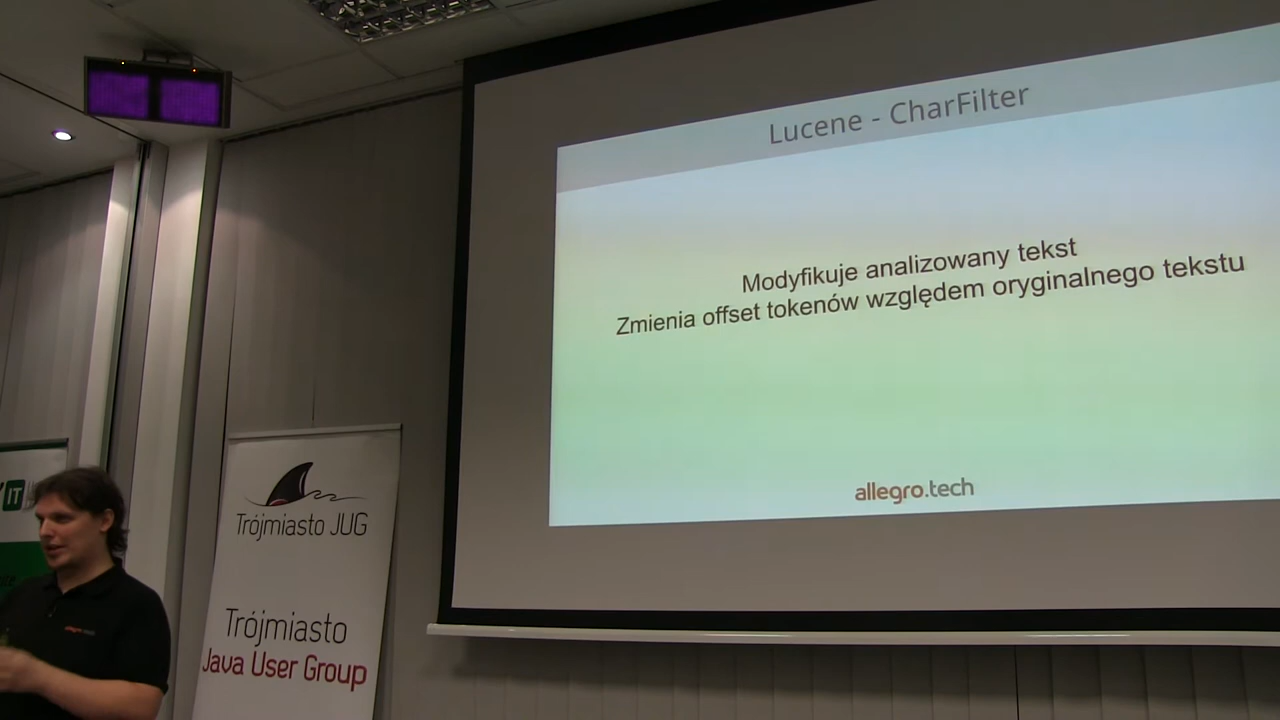 Lucene - CharFilter
Modyfikuje analizowany tekst
Zmienia offset tokenów względem oryginalnego tekstu
allegro.tech
IT
Trójmiasto JUG
Trójmiasto
Java User Group